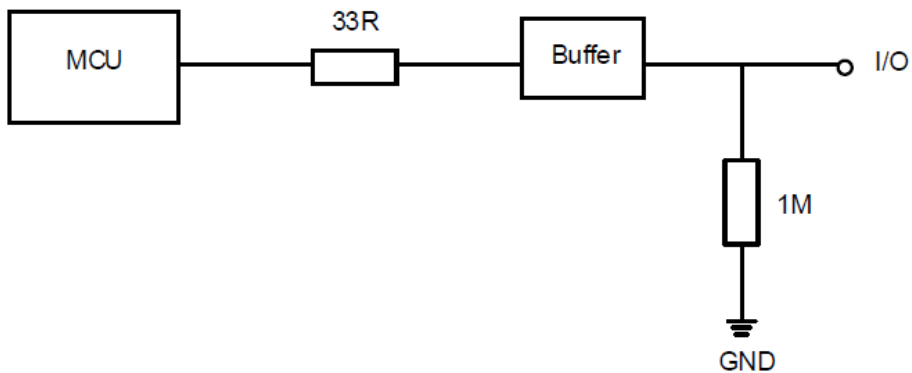 33R
MCU
Buffer
I/O
1M
GND